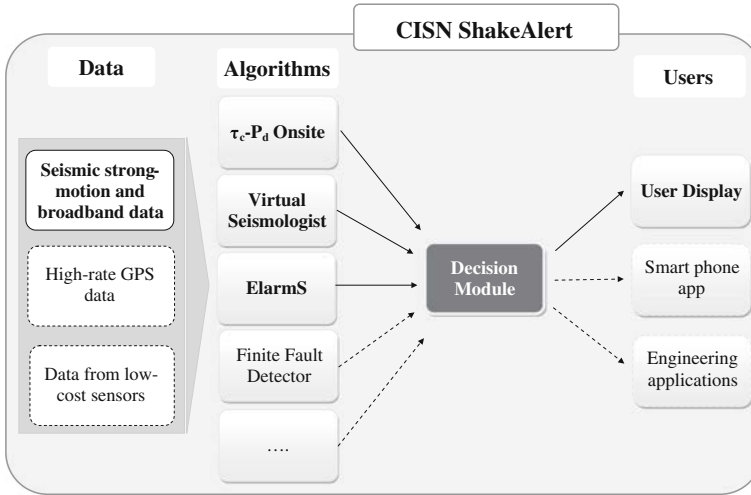 CISN ShakeAlert
Data
Seismic strong-
motion and
broadband data
High-rate GPS
data
Data from low-
cost sensors
Algorithms
τc-Pd Onsite
Virtual
Seismologist
ElarmS
Finite Fault
Detector
....
Decision
Module
Users
User Display
Smart phone
app
Engineering
applications